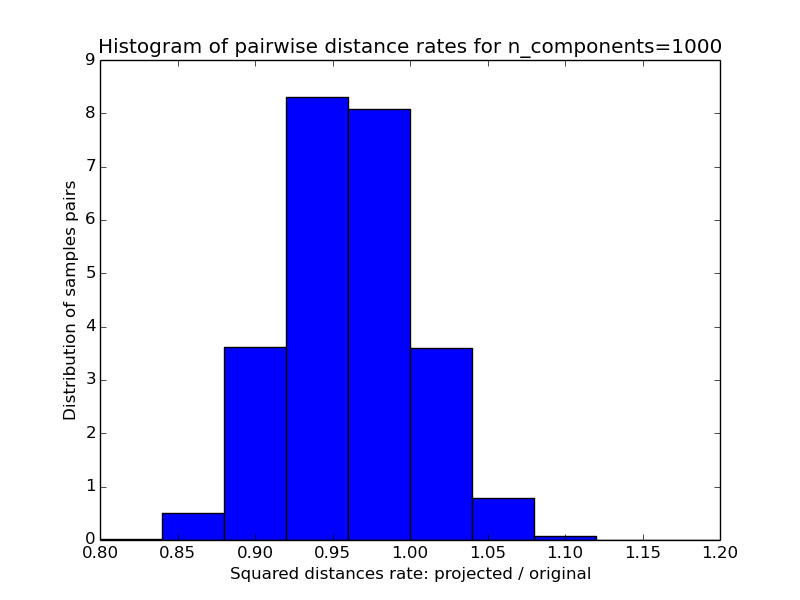 Histogram of pairwise distance rates for n_components=1000
9
8
7
6
5
4
3
2
1
0
Distribution of samples pairs
0.80 0.85 0.90 0.95 1.00 1.05 1.10 1.15 1.20
Squared distances rate: projected / original